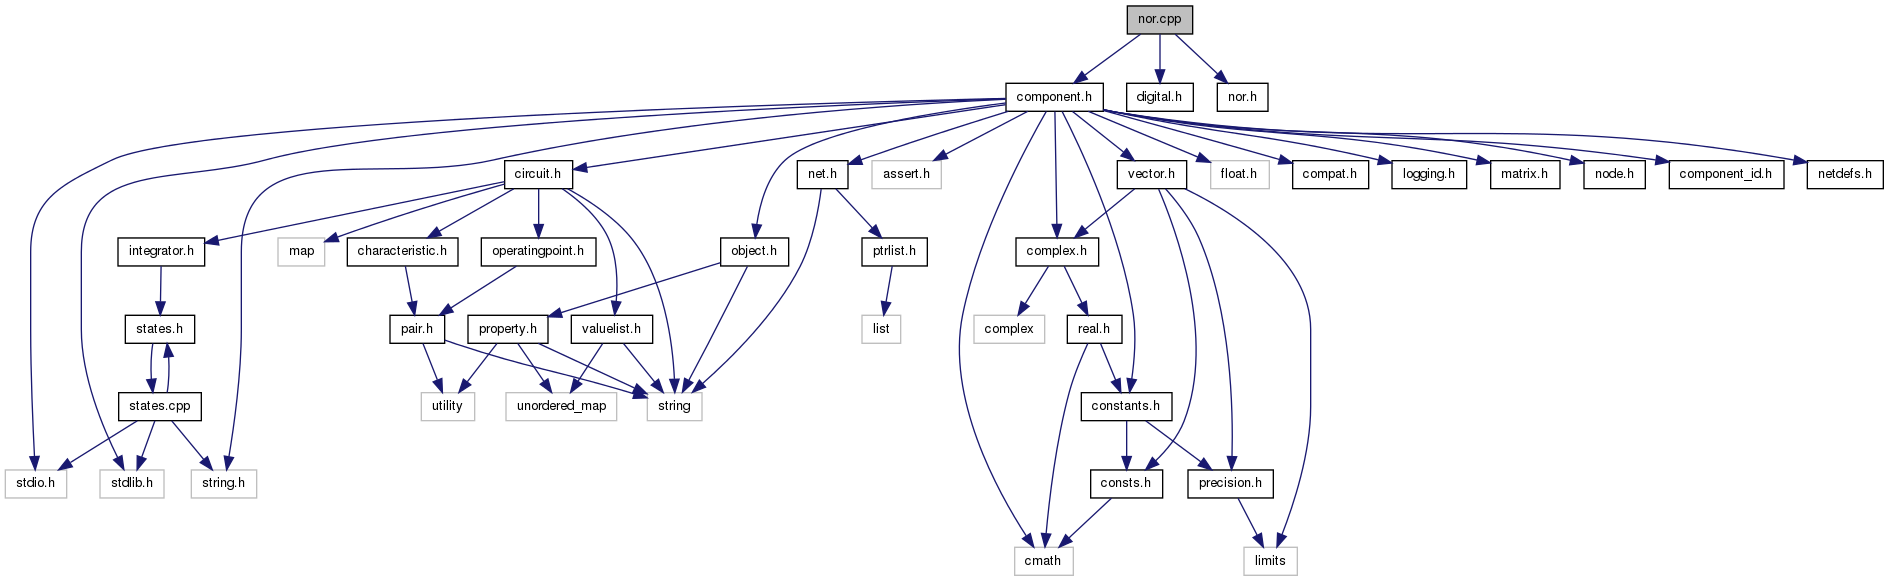 nor.cpp
component.h
digital.h
nor.h
circuit.h
net.h
assert.h
vector.h
float.h
compat.h
logging.h
matrix.h
node.h
component_id.h
netdefs.h
integrator.h
map
characteristic.h
operatingpoint.h
object.h
ptrlist.h
complex.h
states.h
pair.h
property.h
valuelist.h
list
complex
real.h
states.cpp
utility
unordered_map
string
constants.h
stdio.h
stdlib.h
string.h
consts.h
precision.h
cmath
limits